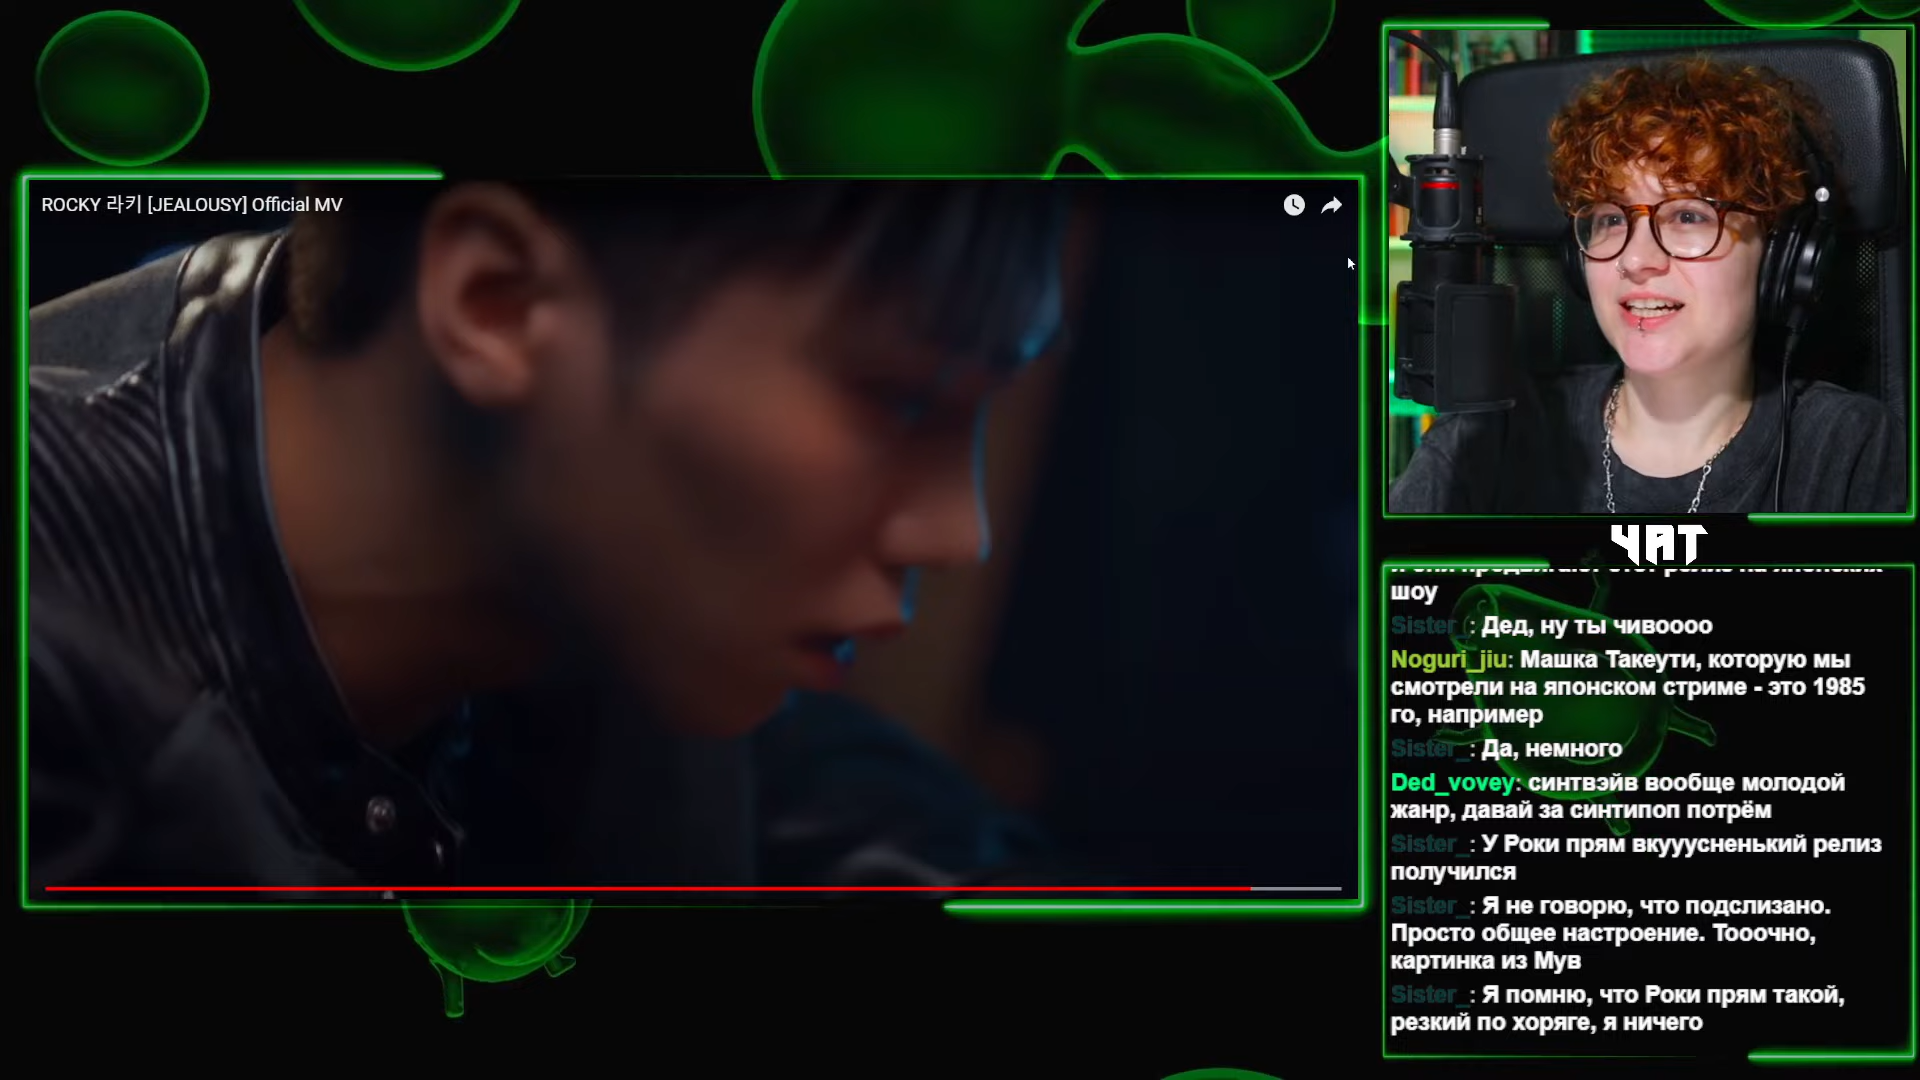 ROCKY 라키 [JEALOUSY] Official MV
ЧАТ
шоу
Sister_: Дед, ну ты чивоооо
Noguri_jiu: Машка Такеути, которую мы
смотрели на японском стриме - это 1985
го, например
Sister_: Да, немного
Ded_vovey: синтвэйв вообще молодой
жанр, давай за синтипоп потрём
Sister_: У Роки прям вкууусненький релиз
получился
Sister_: Я не говорю, что подслизано.
Просто общее настроение. Тооочно,
картинка из Мув
Sister_: Я помню, что Роки прям такой,
резкий по хоряге, я ничего